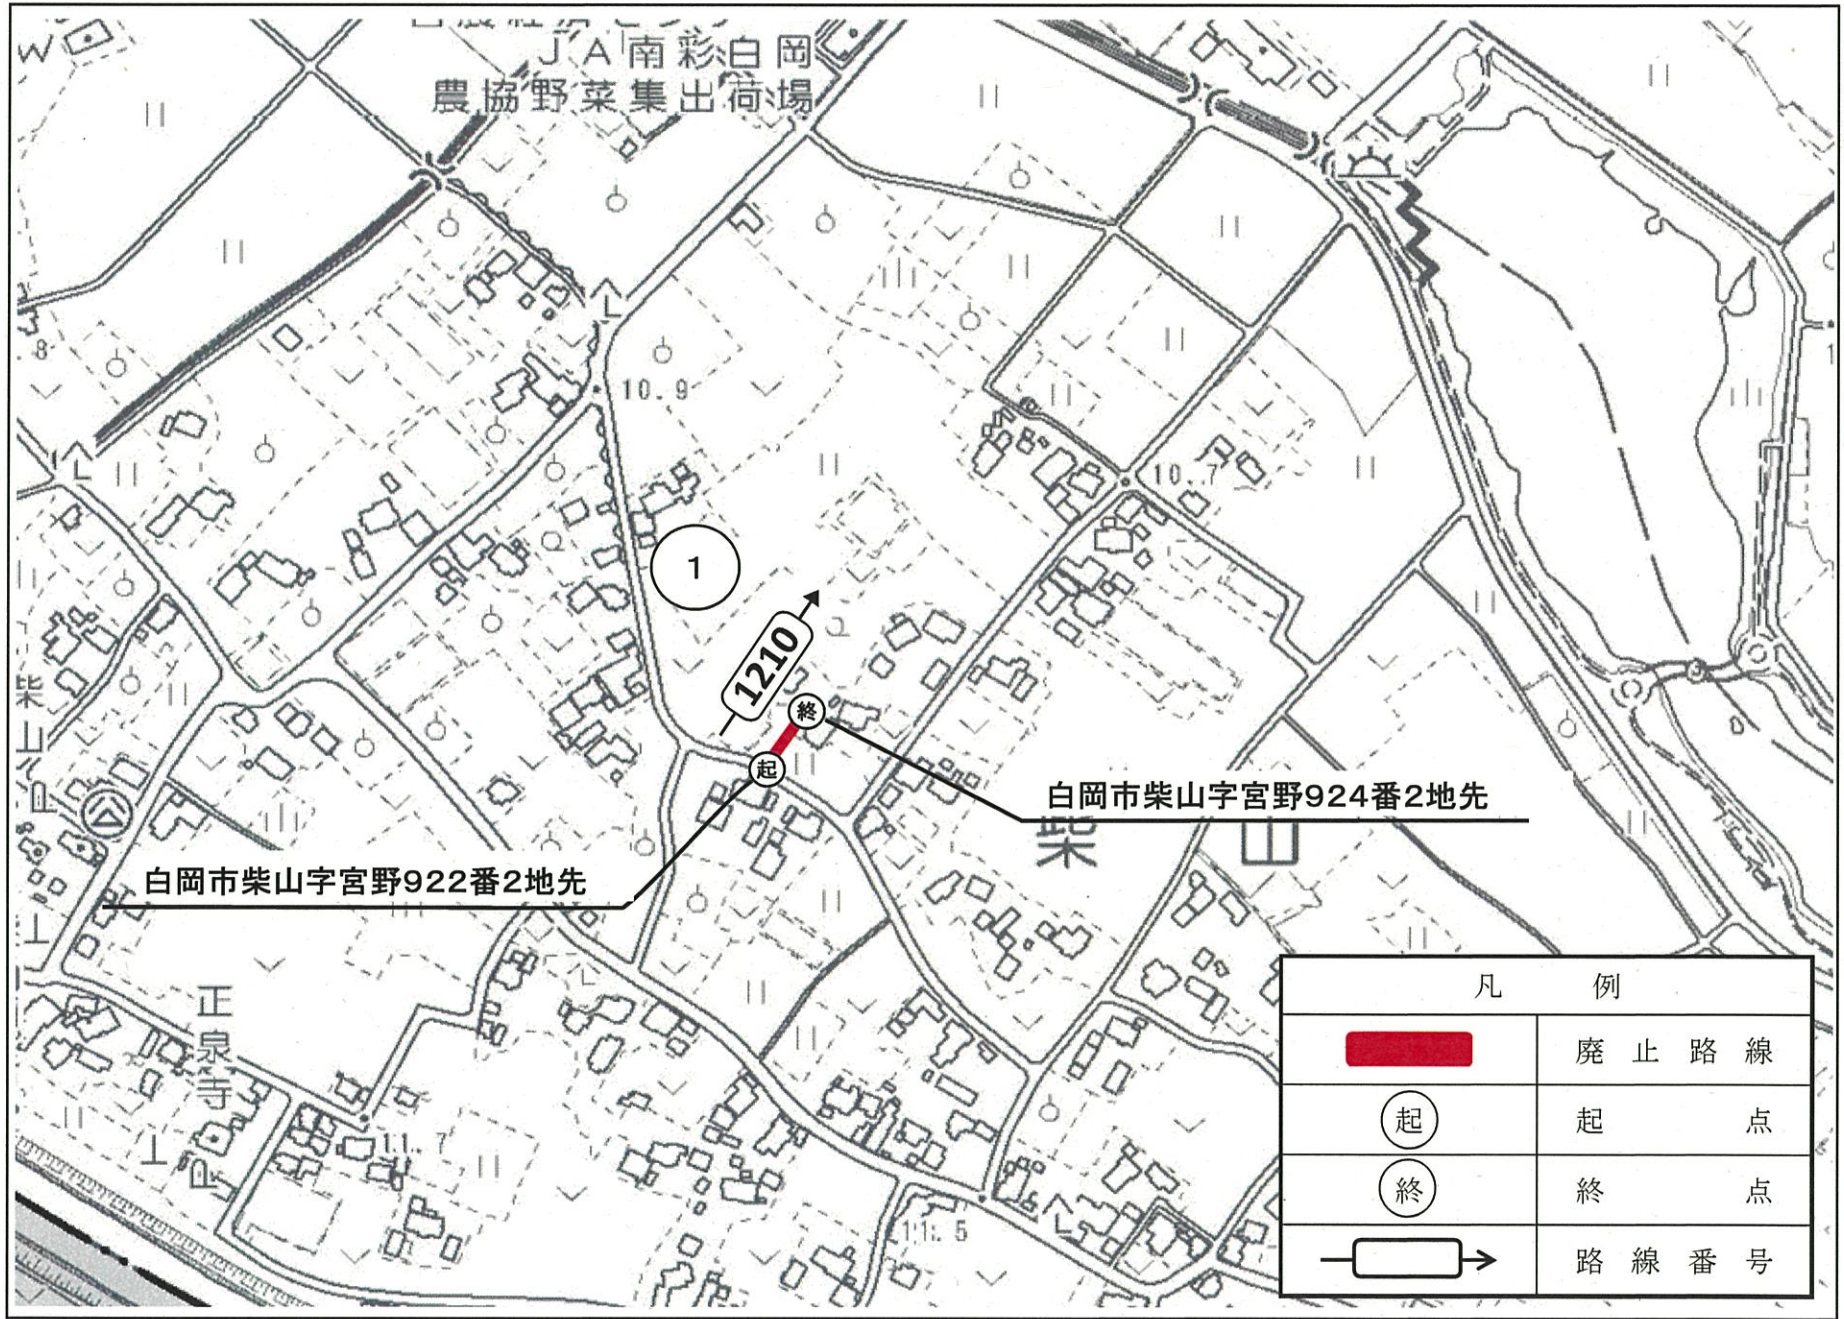 JA南彩白岡
農協野菜集出荷場
10.9
10.7
1
1210
終
起
白岡市柴山字宮野924番2地先
柴山
白岡市柴山字宮野922番2地先
正泉寺
11.7
11.5
凡例
廃止路線
起 起点
終 終点
路線番号